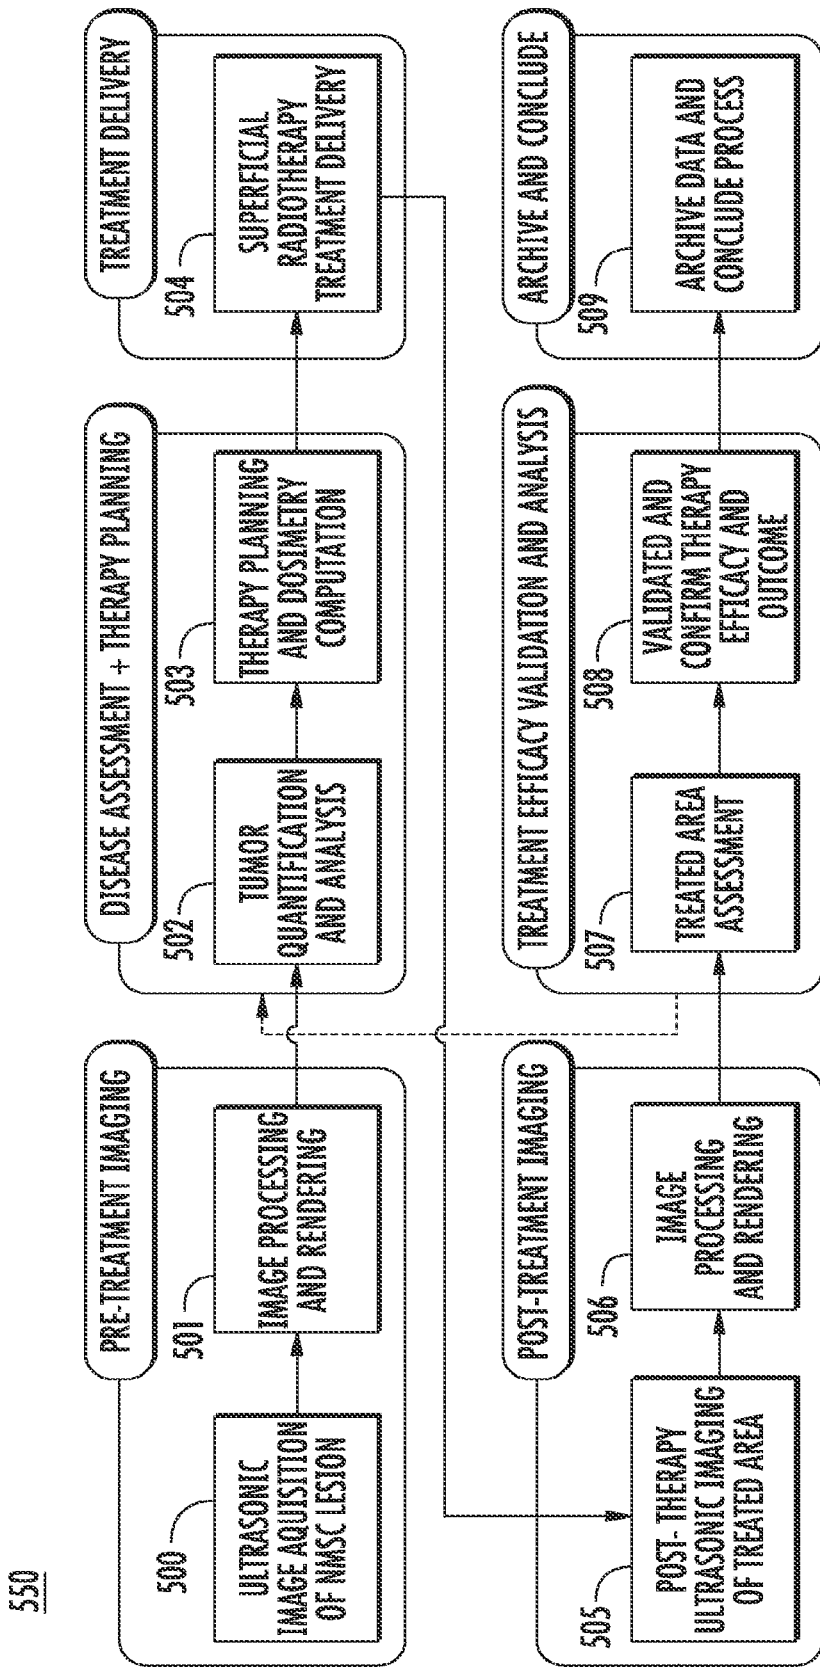 550
PRE-TREATMENT IMAGING
500
ULTRASONIC
IMAGE AQUISITION
OF NMSC LESION
501
IMAGE PROCESSING
AND RENDERING
DISEASE ASSESSMENT + THERAPY PLANNING
502
TUMOR
QUANTIFICATION
AND ANALYSIS
503
THERAPY PLANNING
AND DOSIMETRY
COMPUTATION
TREATMENT DELIVERY
504
SUPERFICIAL
RADIOTHERAPY
TREATMENT DELIVERY
POST-TREATMENT IMAGING
505
POST- THERAPY
ULTRASONIC IMAGING
OF TREATED AREA
506
IMAGE
PROCESSING
AND RENDERING
TREATMENT EFFICACY VALIDATION AND ANALYSIS
507
TREATED AREA
ASSESSMENT
508
VALIDATED AND
CONFIRM THERAPY
EFFICACY AND
OUTCOME
ARCHIVE AND CONCLUDE
509
ARCHIVE DATA AND
CONCLUDE PROCESS